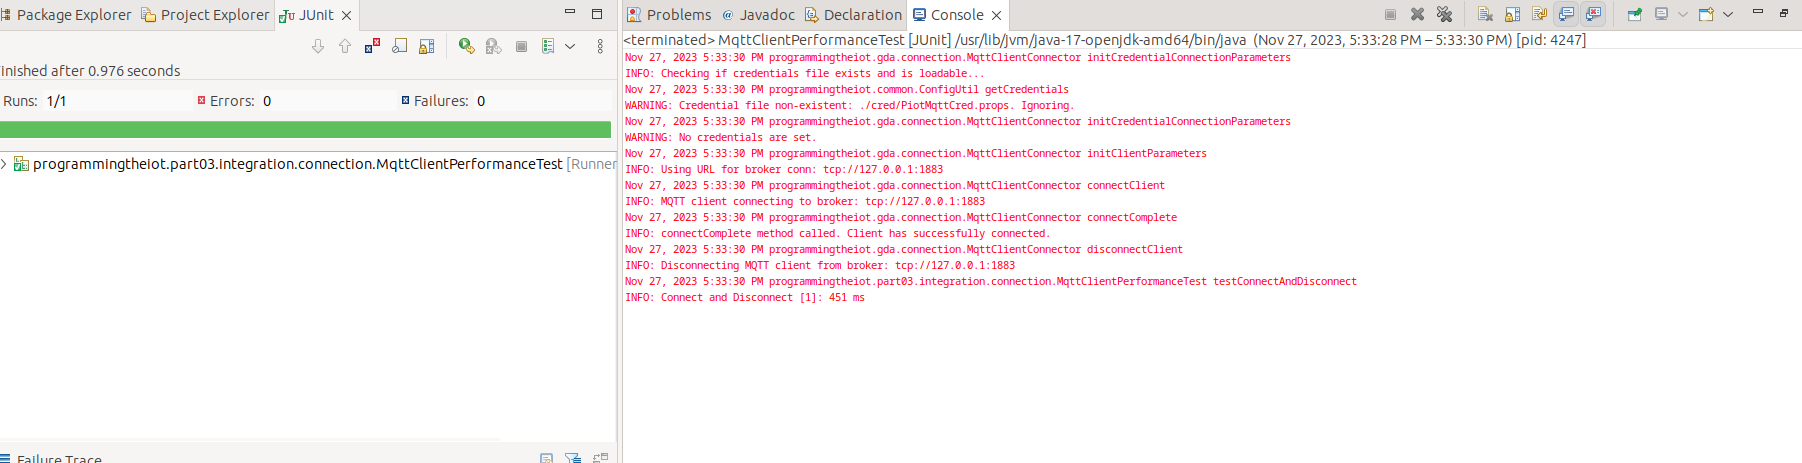 Package Explorer Project Explorer JUnit
Finished after 0.976 seconds
Runs: 1/1 Errors: 0 Failures: 0
programmingtheiot.part03.integration.connection.MqttClientPerformanceTest [Runner
Failure Trace
Problems @ Javadoc Declaration Console
<terminated> MqttClientPerformanceTest [JUnit] /usr/lib/jvm/java-17-openjdk-amd64/bin/java (Nov 27, 2023, 5:33:28 PM – 5:33:30 PM) [pid: 4247]
Nov 27, 2023 5:33:30 PM programmingtheiot.gda.connection.MqttClientConnector initCredentialConnectionParameters
INFO: Checking if credentials file exists and is loadable...
Nov 27, 2023 5:33:30 PM programmingtheiot.common.ConfigUtil getCredentials
WARNING: Credential file non-existent: ./cred/PiotMqttCred.props. Ignoring.
Nov 27, 2023 5:33:30 PM programmingtheiot.gda.connection.MqttClientConnector initCredentialConnectionParameters
WARNING: No credentials are set.
Nov 27, 2023 5:33:30 PM programmingtheiot.gda.connection.MqttClientConnector initClientParameters
INFO: Using URL for broker conn: tcp://127.0.0.1:1883
Nov 27, 2023 5:33:30 PM programmingtheiot.gda.connection.MqttClientConnector connectClient
INFO: MQTT client connecting to broker: tcp://127.0.0.1:1883
Nov 27, 2023 5:33:30 PM programmingtheiot.gda.connection.MqttClientConnector connectComplete
INFO: connectComplete method called. Client has successfully connected.
Nov 27, 2023 5:33:30 PM programmingtheiot.gda.connection.MqttClientConnector disconnectClient
INFO: Disconnecting MQTT client from broker: tcp://127.0.0.1:1883
Nov 27, 2023 5:33:30 PM programmingtheiot.part03.integration.connection.MqttClientPerformanceTest testConnectAndDisconnect
INFO: Connect and Disconnect [1]: 451 ms